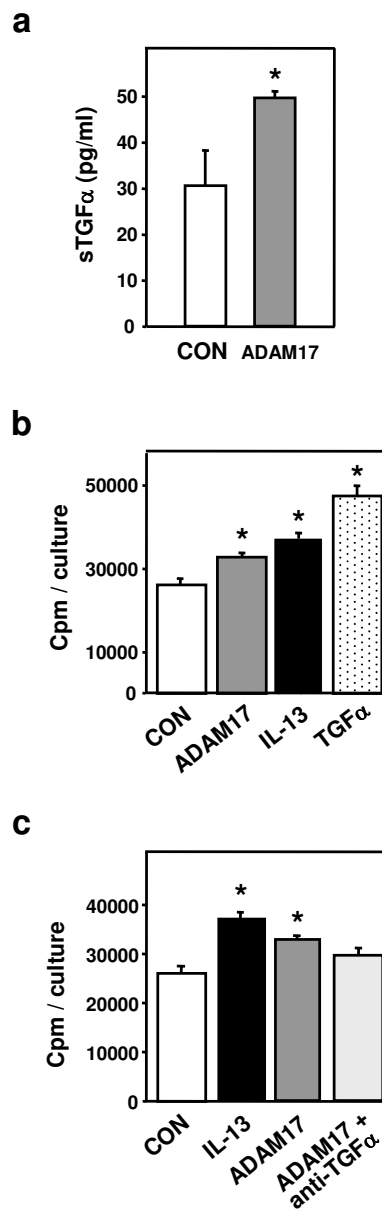 a
sTGFα (pg/ml)
50
40
30
20
10
0
*
CON ADAM17
b
Cpm / culture
50000
30000
10000
0
* * *
CON ADAM17 IL-13 TGFα
c
Cpm / culture
40000
30000
20000
10000
0
* *
CON IL-13 ADAM17 ADAM17 +
anti-TGFα